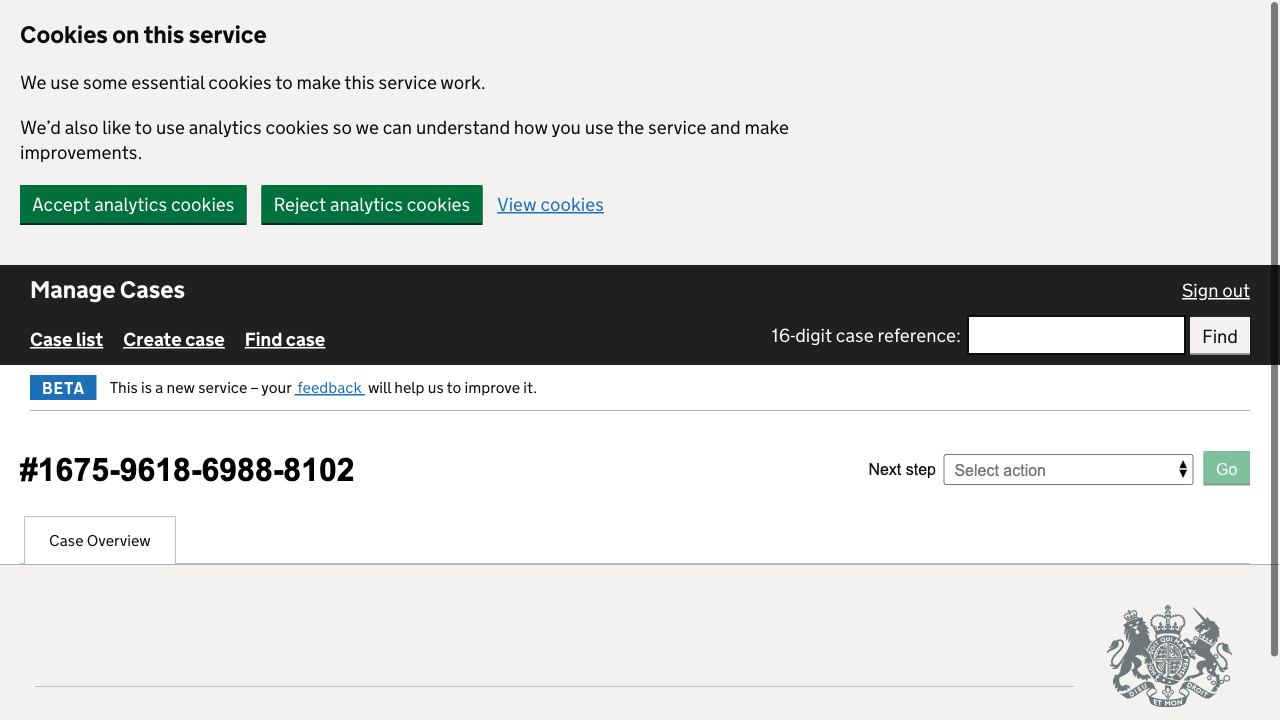 Cookies on this service
We use some essential cookies to make this service work.
We’d also like to use analytics cookies so we can understand how you use the service and make
improvements.
Accept analytics cookies Reject analytics cookies View cookies
Manage Cases Sign out
Case list Create case Find case 16-digit case reference: Find
BETA This is a new service – your feedback will help us to improve it.
#1675-9618-6988-8102 Next step Select action Go
Case Overview
DIEU ET MON DROIT